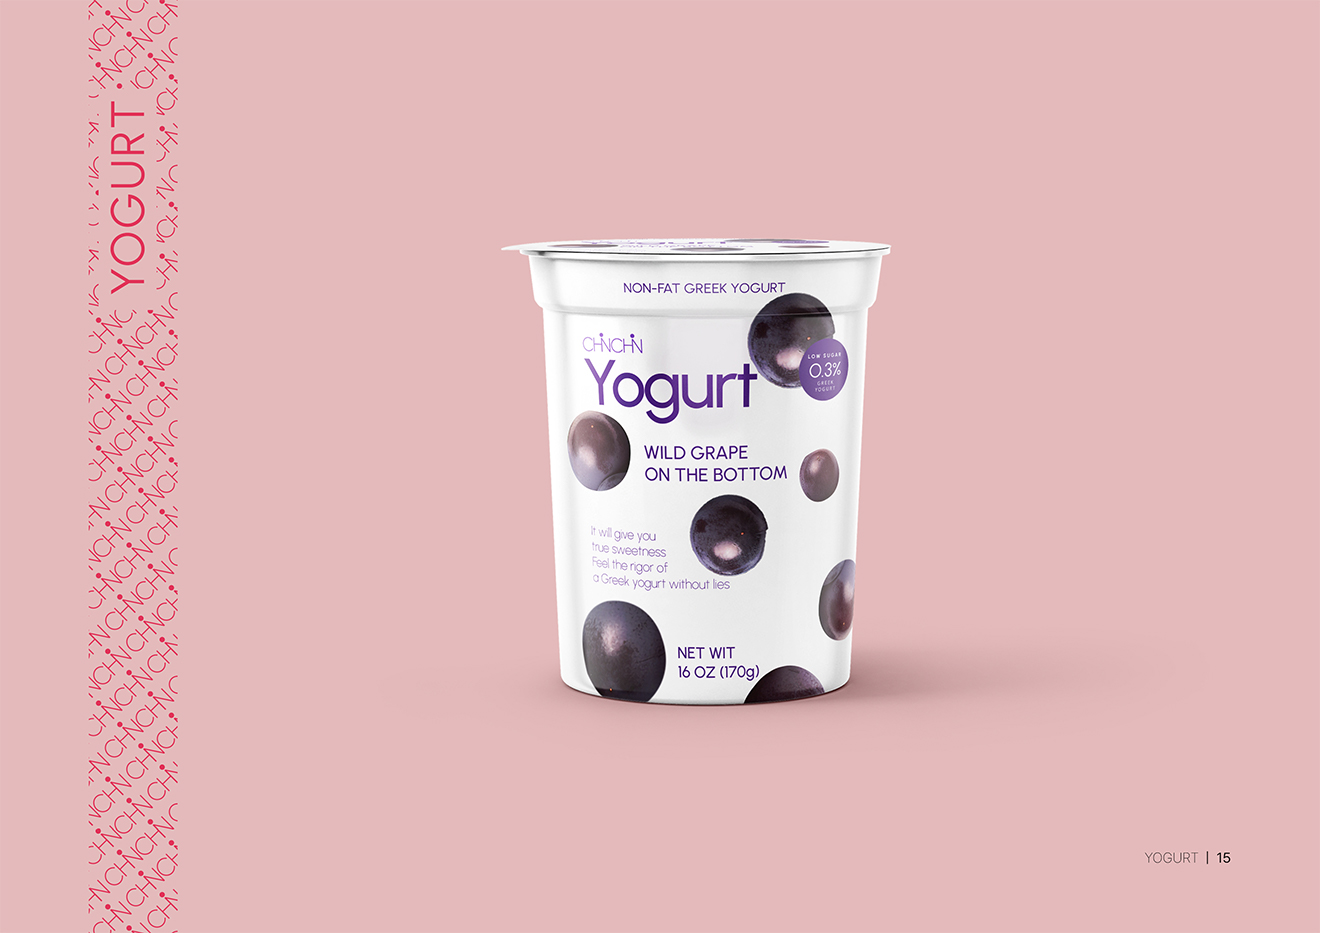 YOGURT
NON-FAT GREEK YOGURT
CHINCHIN
Yogurt
LOW SUGAR
0.3%
GREEK
YOGURT
WILD GRAPE
ON THE BOTTOM
It will give you
true sweetness
Feel the rigor of
a Greek yogurt without lies
NET WIT
16 OZ (170g)
YOGURT | 15